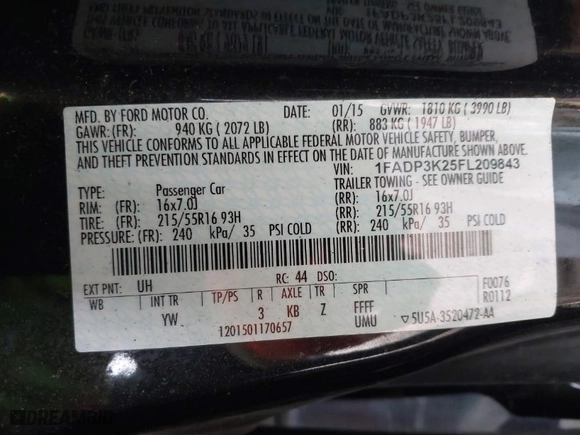 MFD. BY FORD MOTOR CO. DATE: 01/15 GVWR: 1810 KG ( 3990 LB)
GAWR: (FR): 940 KG ( 2072 LB) (RR): 883 KG ( 1947 LB)
THIS VEHICLE CONFORMS TO ALL APPLICABLE FEDERAL MOTOR VEHICLE SAFETY, BUMPER,
AND THEFT PREVENTION STANDARDS IN EFFECT ON THE DATE OF MANUFACTURE SHOWN ABOVE.
VIN: 1FADP3K25FL209843
TYPE: Passenger Car TRAILER TOWING - SEE OWNER GUIDE
RIM: (FR): 16x7.0J (RR): 16x7.0J
TIRE: (FR): 215/55R16 93H (RR): 215/55R16 93H
PRESSURE: (FR): 240 kPa/ 35 PSI COLD (RR): 240 kPa/ 35 PSI COLD
EXT PNT: UH RC: 44 DSO: F0076
WB INT TR TP/PS R AXLE TR SPR R0112
YW 3 KB Z FFFF
1201501170657 UMU ▽5U5A-3520472-AA
DREAMBID